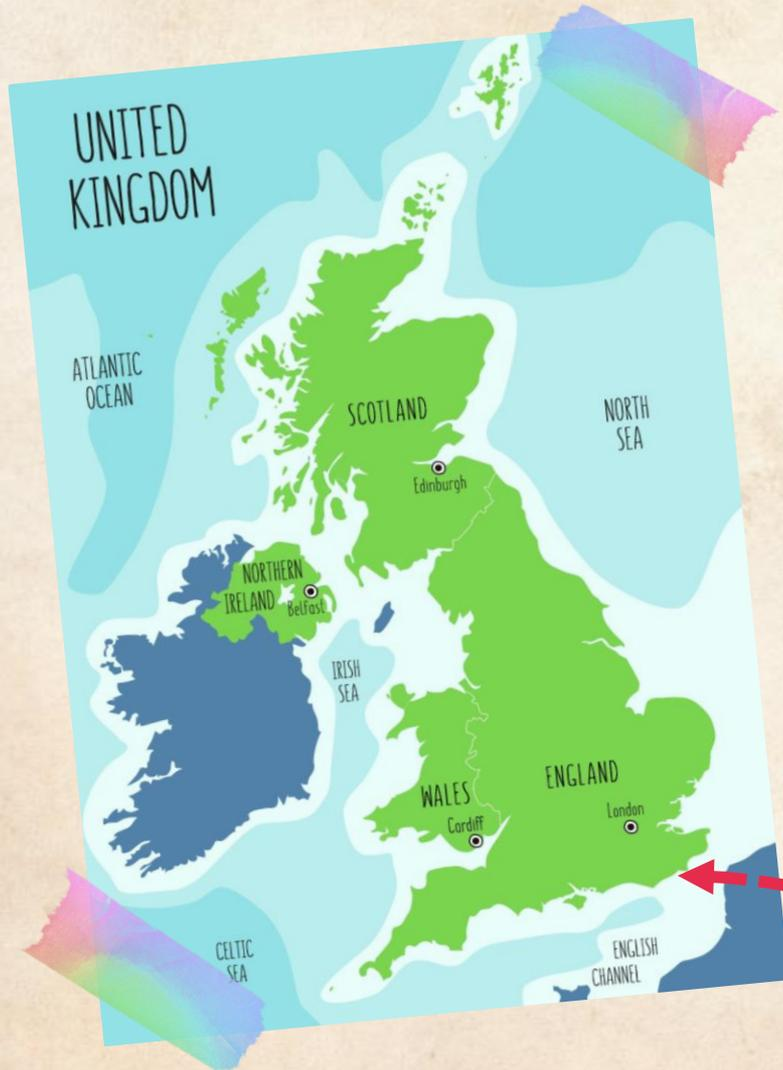 UNITED
KINGDOM
ATLANTIC
OCEAN
SCOTLAND
NORTH
SEA
Edinburgh
NORTHERN
IRELAND
Belfast
IRISH
SEA
ENGLAND
WALES
London
Cardiff
CELTIC
SEA
ENGLISH
CHANNEL